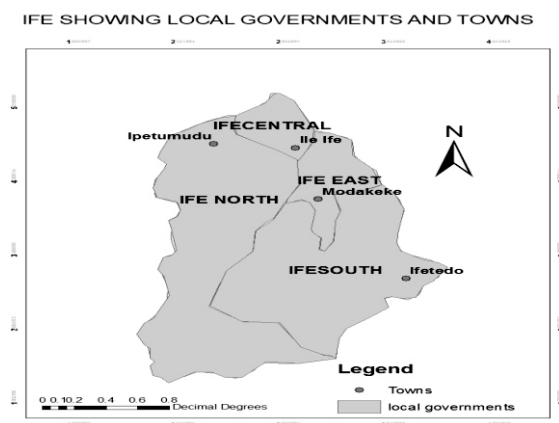 IFE SHOWING LOCAL GOVERNMENTS AND TOWNS
IFECENTRAL
Ipetumudu
Ile Ife
N
IFE EAST
Modakeke
IFE NORTH
IFESOUTH
Ifetedo
Legend
Towns
local governments
0 0.10.2 0.4 0.6 0.8
Decimal Degrees